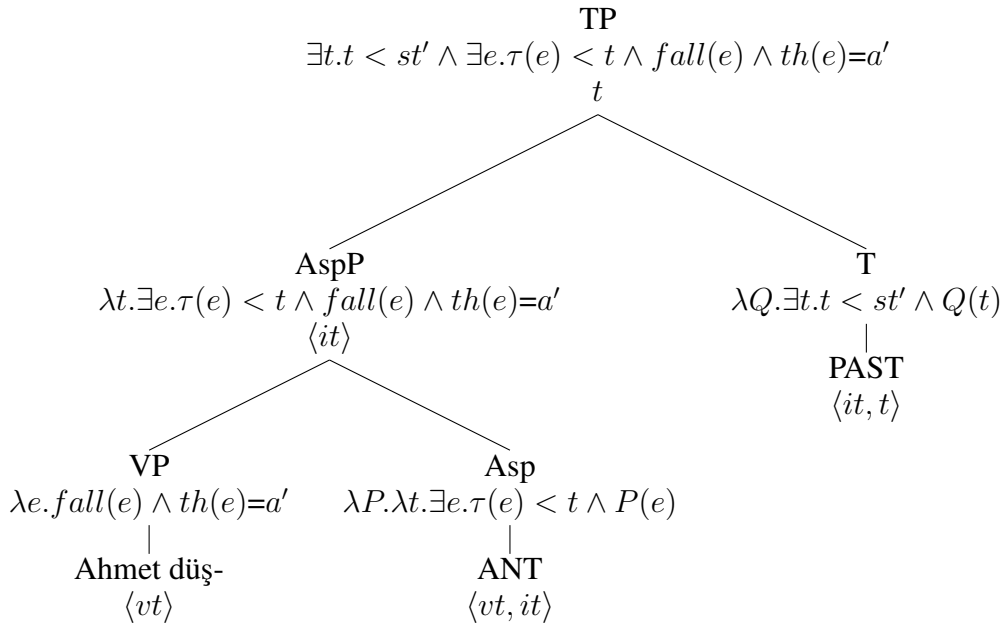 TP
∃t.t < st′ ∧ ∃e.τ(e) < t ∧ fall(e) ∧ th(e)=a′
t
AspP
λt.∃e.τ(e) < t ∧ fall(e) ∧ th(e)=a′
⟨it⟩
T
λQ.∃t.t < st′ ∧ Q(t)
PAST
⟨it, t⟩
VP
λe.fall(e) ∧ th(e)=a′
Ahmet düş-
⟨vt⟩
Asp
λP.λt.∃e.τ(e) < t ∧ P(e)
ANT
⟨vt, it⟩